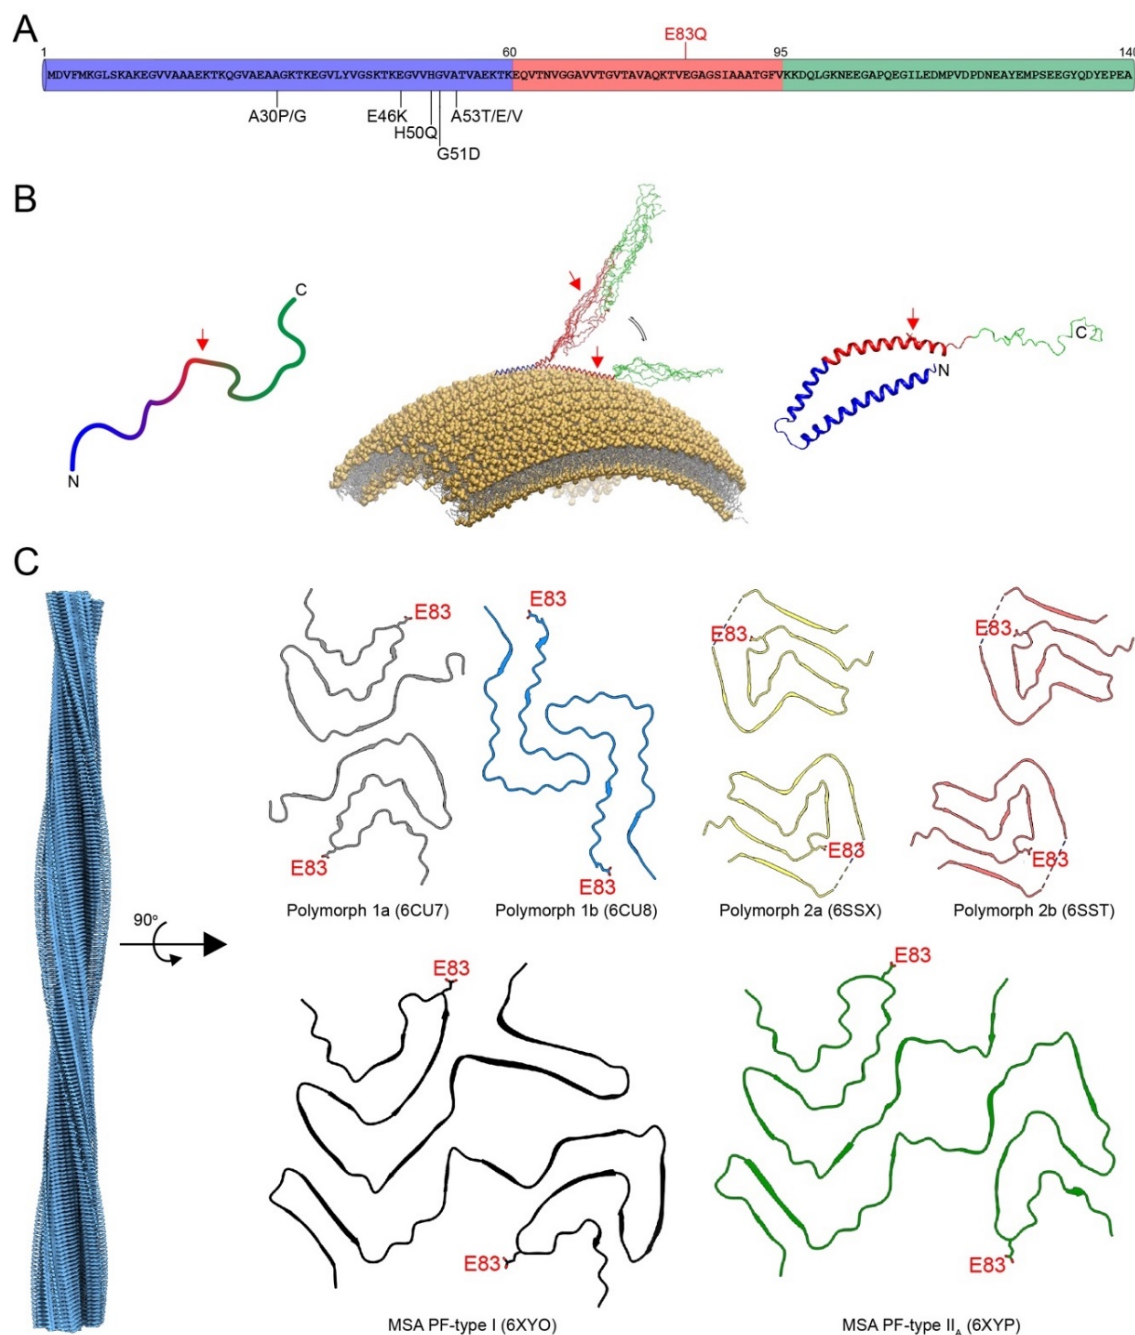 A
E83Q
1 60 95 140
MDVFMKGLSKAKEGVVAAAEKTKQGVAEAAGKTKEGVLYVGSKTKEGVVHGVATVAEKTKEQVTNVGGAVVTGVTAVAQKTVEGAGSIAAATGFVKKDQLGKNEEGAPQEGILEDMPVDPDNEAYEMPSEEGYQDYEPEA
A30P/G E46K A53T/E/V
H50Q
G51D
B
C
N
C
N
C
90°
E83
E83
E83
E83
E83
E83
E83
E83
Polymorph 1a (6CU7) Polymorph 1b (6CU8) Polymorph 2a (6SSX) Polymorph 2b (6SST)
E83
E83
E83
E83
MSA PF-type I (6XYO) MSA PF-type II_A (6XYP)